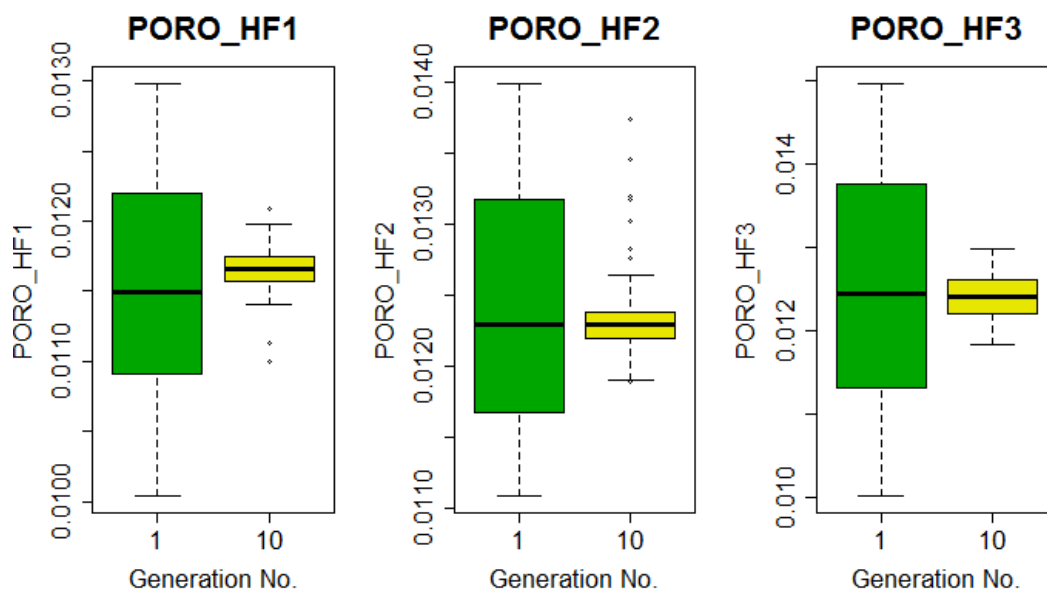 PORO_HF1
PORO_HF1
0.0130
0.0120
0.0110
0.0100
1
10
Generation No.
PORO_HF2
PORO_HF2
0.0140
0.0130
0.0120
0.0110
1
10
Generation No.
PORO_HF3
PORO_HF3
0.014
0.012
0.010
1
10
Generation No.